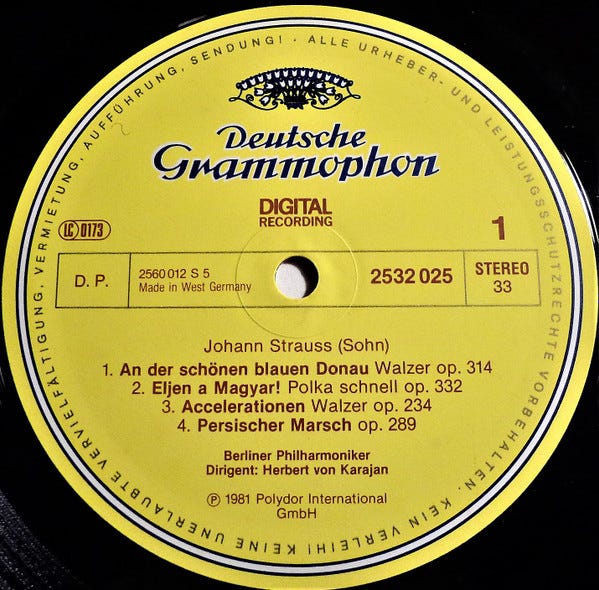 ALLE URHEBER- UND LEISTUNGSSCHUTZRECHTE VORBEHALTEN. KEIN VERLEIH! KEINE UNERLAUBTE VERVIELFÄLTIGUNG, VERMIETUNG, AUFFÜHRUNG, SENDUNG! ·
Deutsche
Grammophon
DIGITAL
RECORDING
LC 0173
1
D. P.
2560 012 S 5
Made in West Germany
2532 025
STEREO
33
Johann Strauss (Sohn)
1. An der schönen blauen Donau Walzer op. 314
2. Eljen a Magyar! Polka schnell op. 332
3. Accelerationen Walzer op. 234
4. Persischer Marsch op. 289
Berliner Philharmoniker
Dirigent: Herbert von Karajan
Ⓟ 1981 Polydor International
GmbH